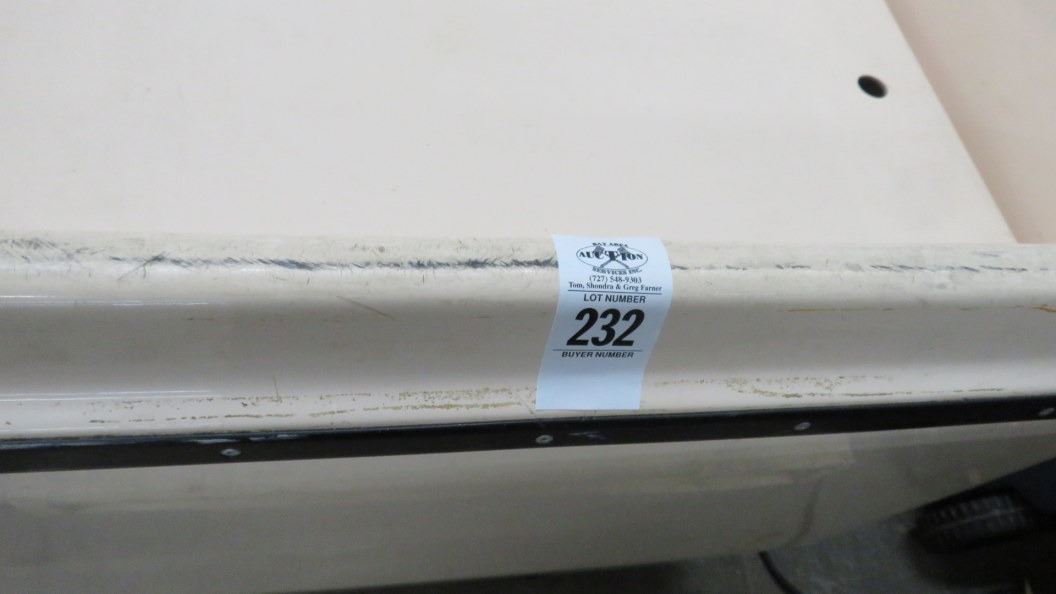 BAY AREA
AUCTION
SERVICES INC.
(727) 548-9303
Tom, Shondra & Greg Farner
LOT NUMBER
232
BUYER NUMBER